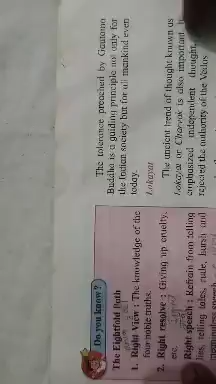 The tolerance preached by Gautama
Buddha is a guiding principle not only for
the Indian society but for all mankind even
today.
Lokayat
The ancient trend of thought known as
Lokayat or Charvak is also important. It
emphasized independent thought,
rejected the authority of the Vedas
Do you know?
The Eightfold Path
1. Right View : The knowledge of the
four noble truths.
2. Right resolve : Giving up cruelty,
etc.
Right speech : Refrain from telling
lies, telling tales, rude, harsh and